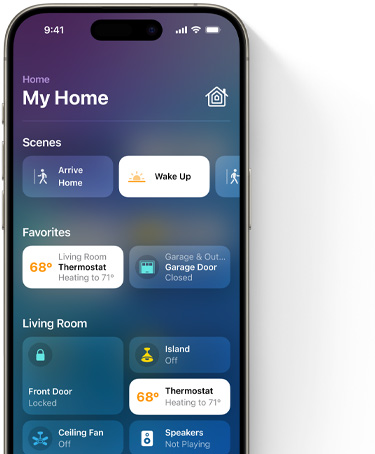 9:41
Home
My Home
Scenes
Arrive
Home
Wake Up
Favorites
68°
Living Room
Thermostat
Heating to 71°
Garage & Out...
Garage Door
Closed
Living Room
Front Door
Locked
Island
Off
68°
Thermostat
Heating to 71°
Ceiling Fan
Off
Speakers
Not Playing